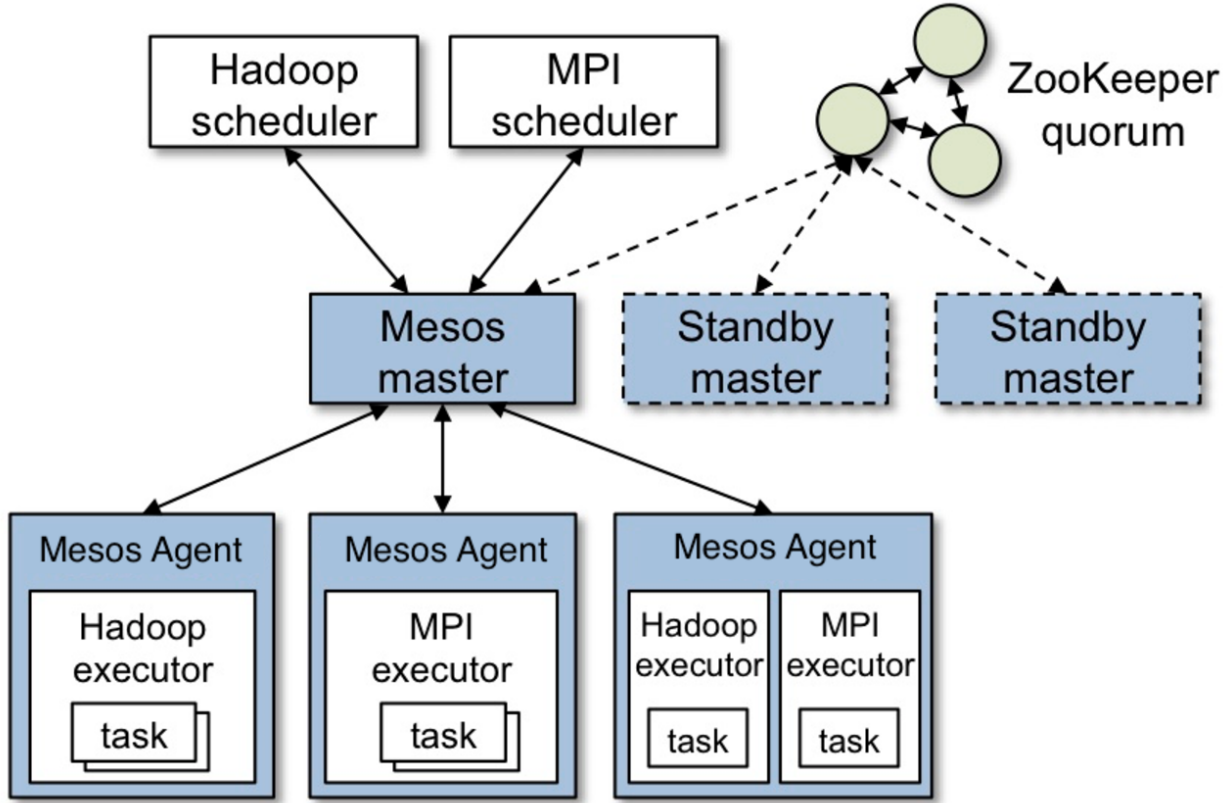 Hadoop
scheduler
MPI
scheduler
ZooKeeper
quorum
Mesos
master
Standby
master
Standby
master
Mesos Agent
Hadoop
executor
task
Mesos Agent
MPI
executor
task
Mesos Agent
Hadoop
executor
task
MPI
executor
task